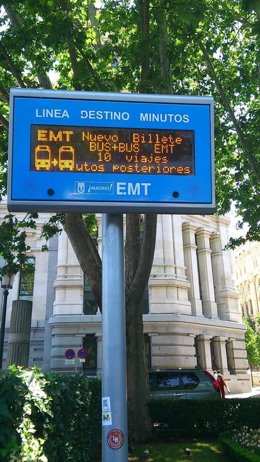 LINEA DESTINO MINUTOS
EMT Nuevo Billete
BUS+BUS EMT
10 viajes
+ utos posteriores
¡MADRID! EMT